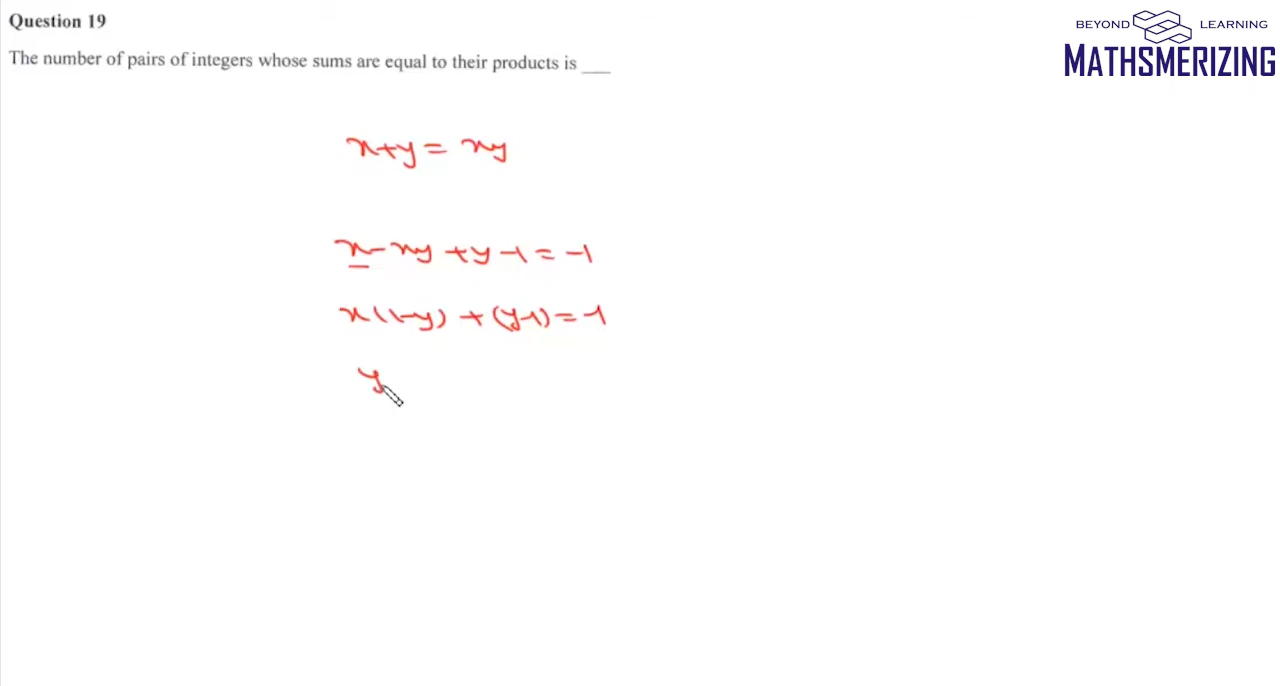 Question 19
BEYOND LEARNING
MATHSMERIZING
The number of pairs of integers whose sums are equal to their products is ___
x+y = xy
x - xy + y - 1 = -1
x(1-y) + (y-1) = -1
y